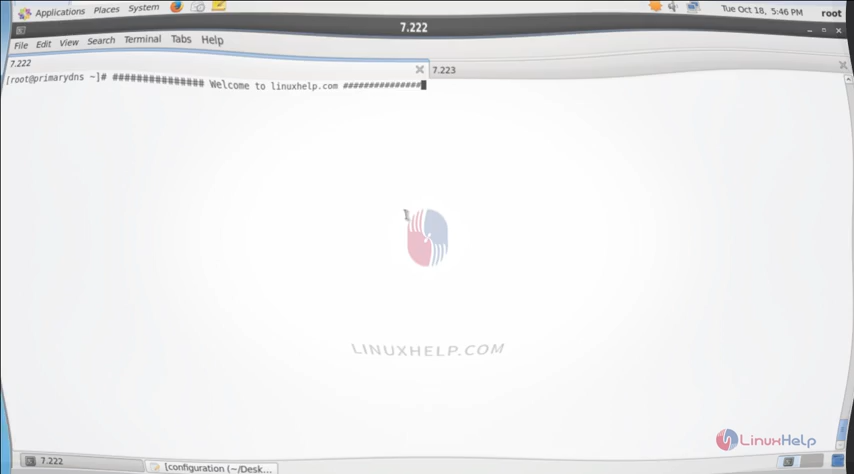 Applications Places System
Tue Oct 18, 5:46 PM root
7.222
File Edit View Search Terminal Tabs Help
7.222
7.223
[root@primarydns ~]# ############### Welcome to linuxhelp.com ###############
LINUXHELP.COM
LinuxHelp
7.222
[configuration (~/Desk...